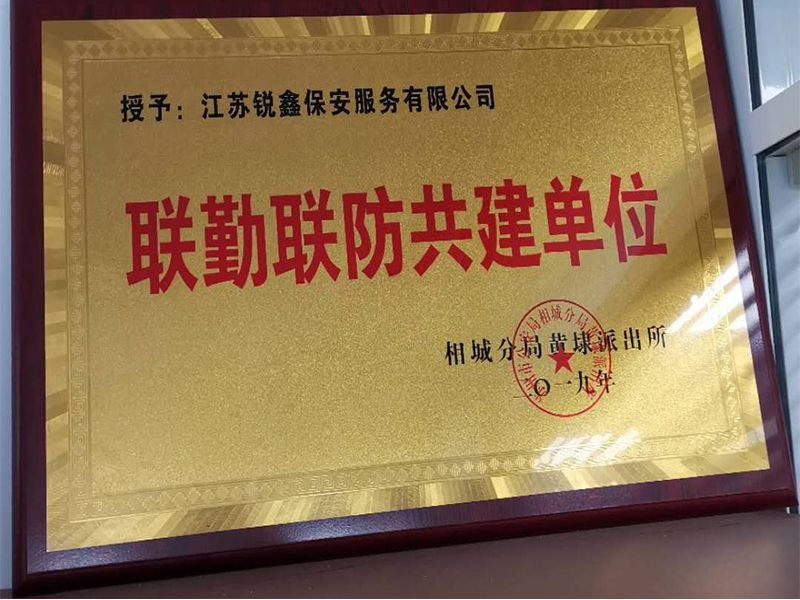 授予：江苏锐鑫保安服务有限公司
联勤联防共建单位
相城分局黄埭派出所
二〇一九年